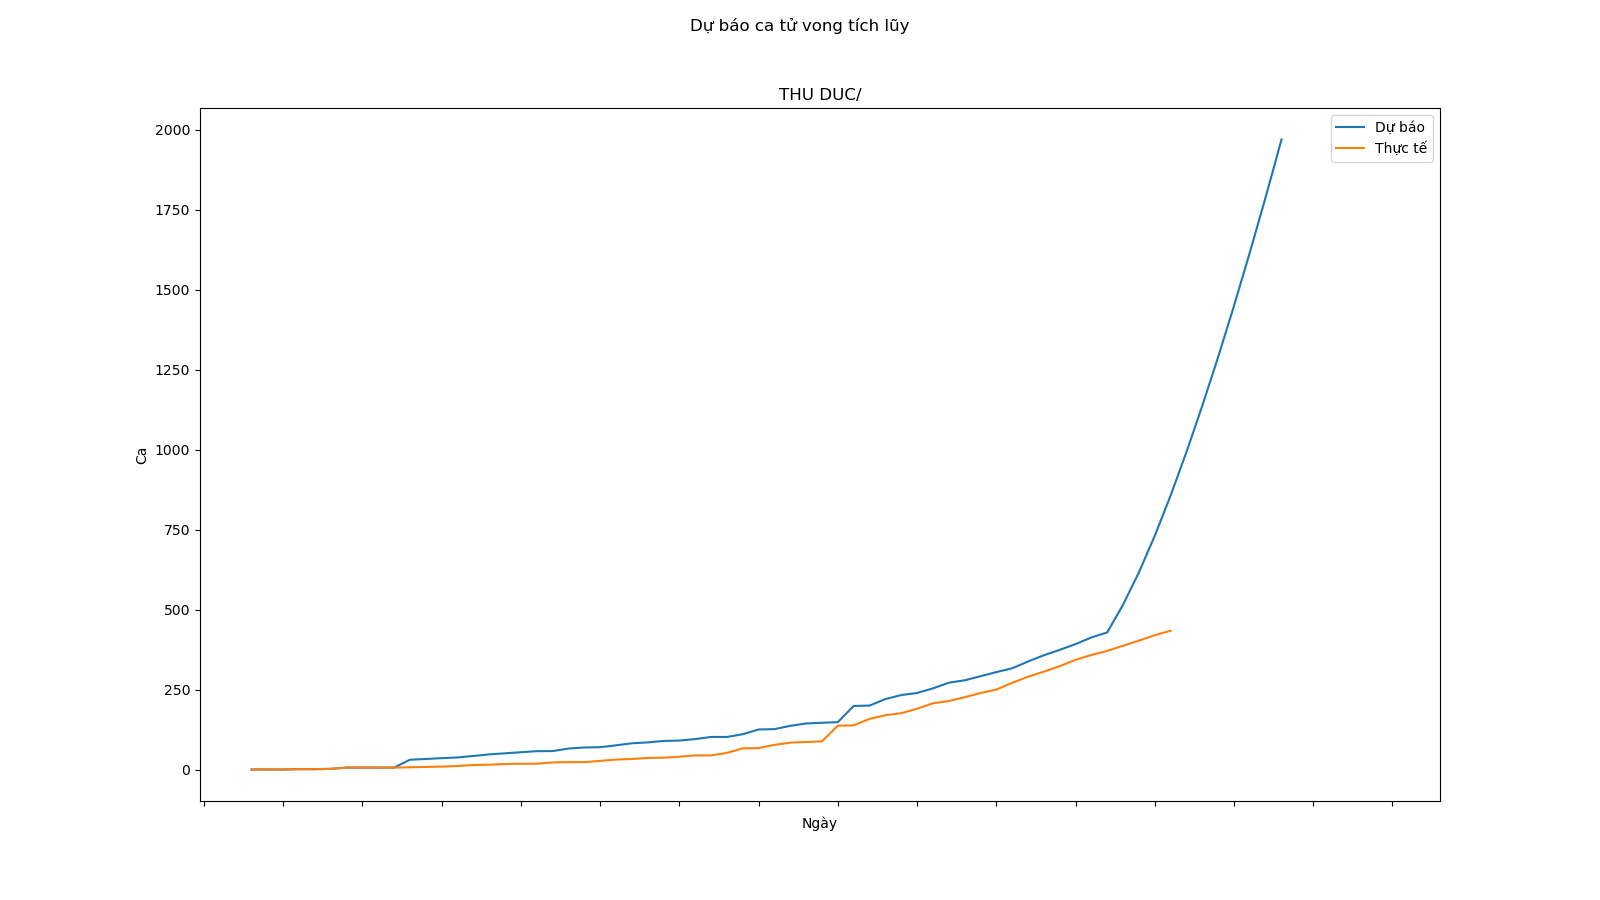 Dự báo ca tử vong tích lũy
THU DUC/
2000
1750
1500
1250
1000
750
500
250
0
Ca
Ngày
Dự báo
Thực tế